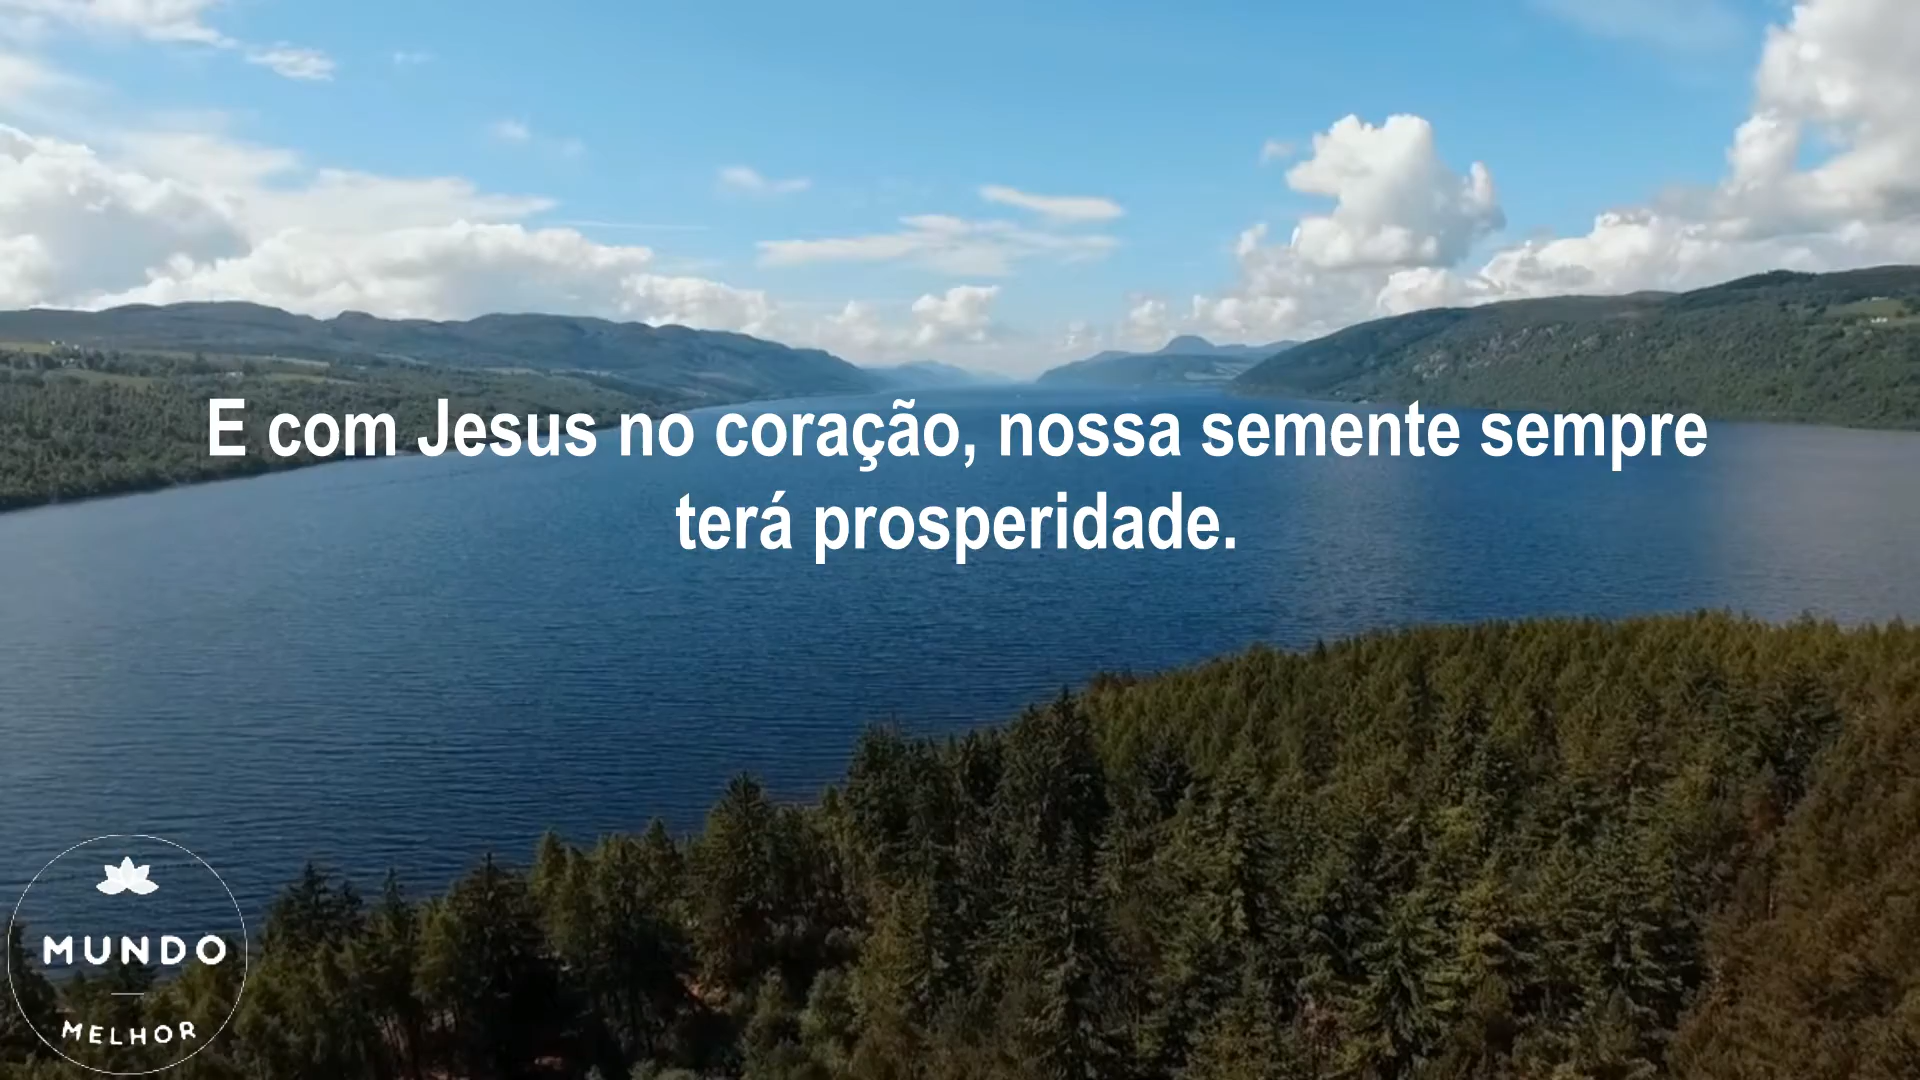 E com Jesus no coração, nossa semente sempre
terá prosperidade.
MUNDO
MELHOR